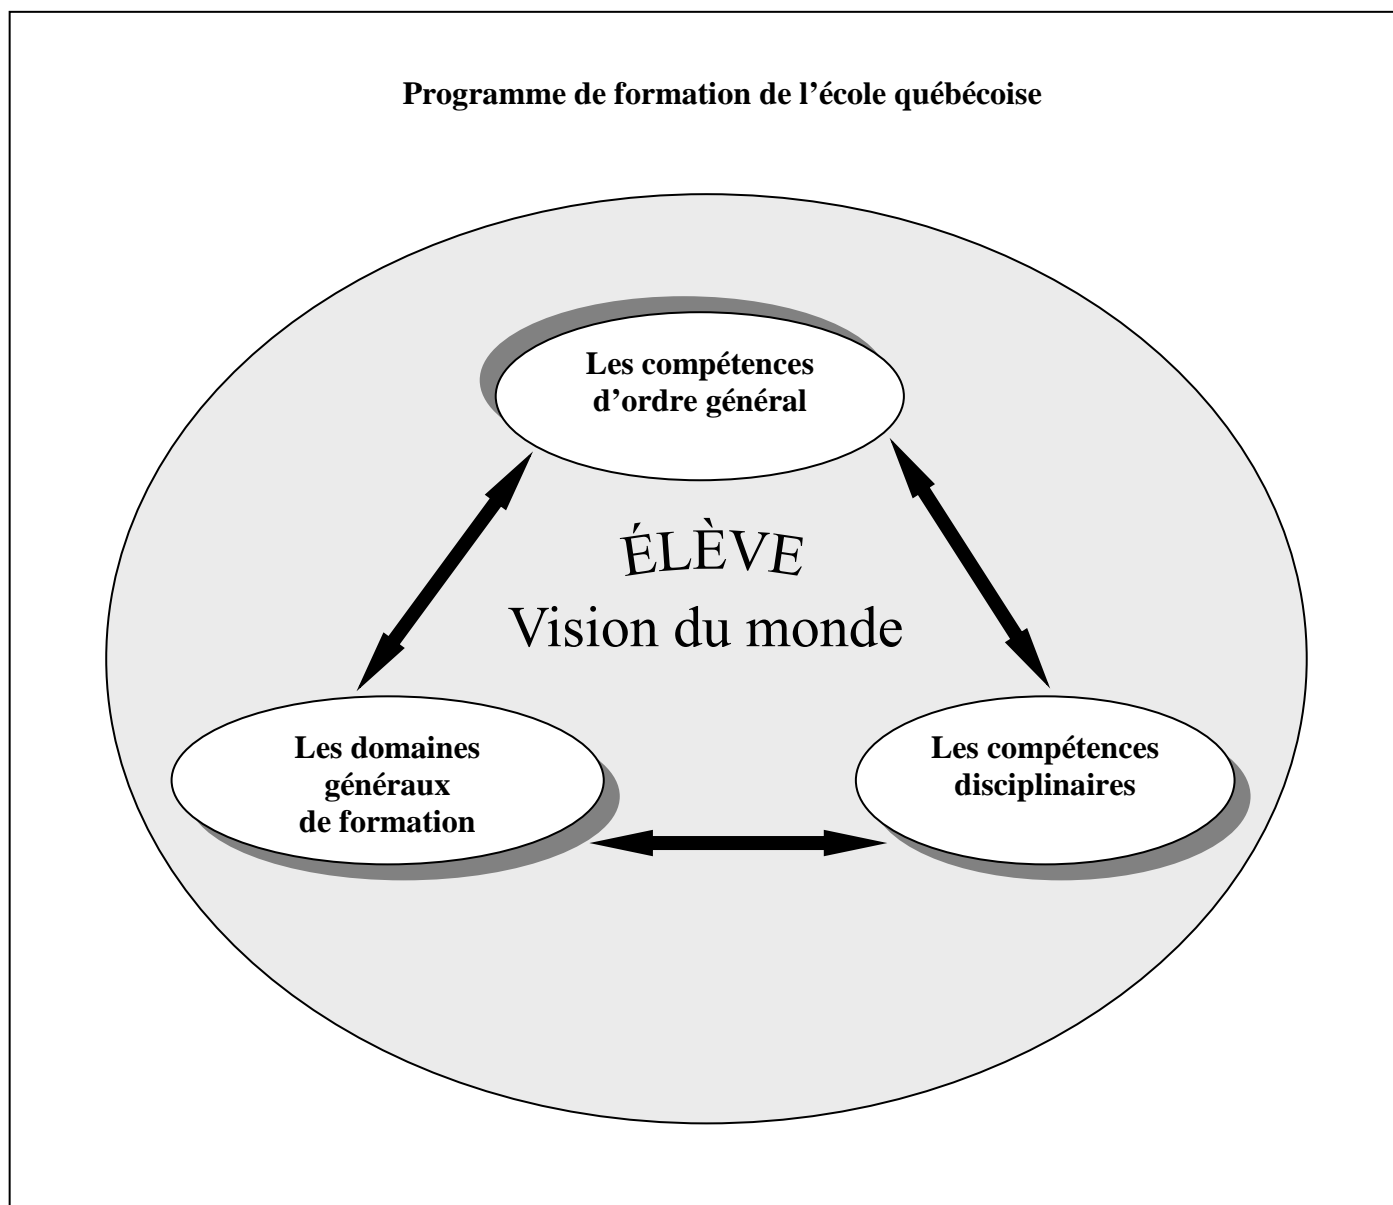 Programme de formation de l’école québécoise
Les compétences
d’ordre général
ÉLÈVE
Vision du monde
Les domaines
généraux
de formation
Les compétences
disciplinaires